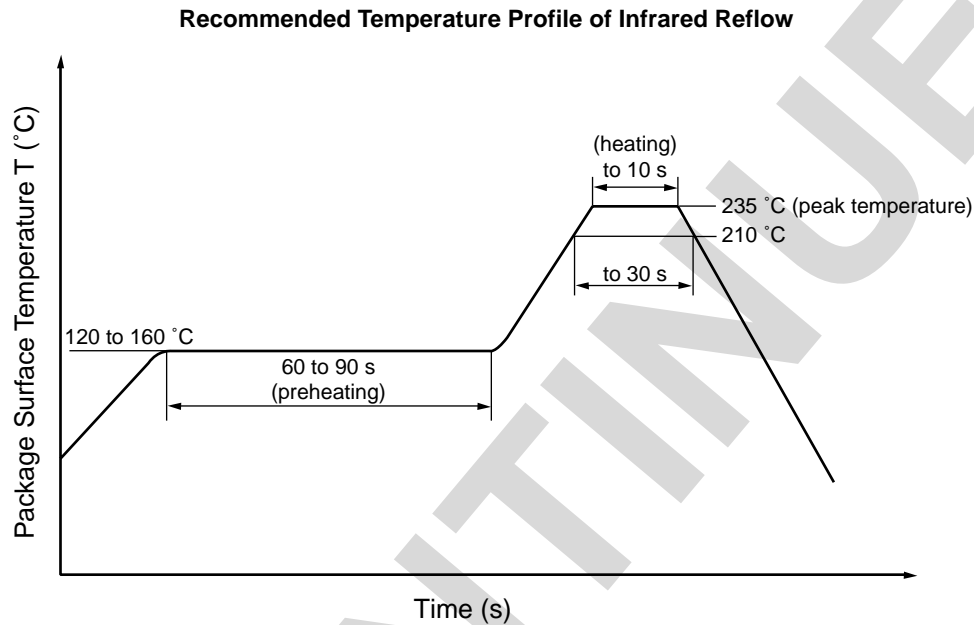 Recommended Temperature Profile of Infrared Reflow
Package Surface Temperature T (˚C)
(heating)
to 10 s
235 ˚C (peak temperature)
210 ˚C
to 30 s
120 to 160 ˚C
60 to 90 s
(preheating)
Time (s)
NTINUE